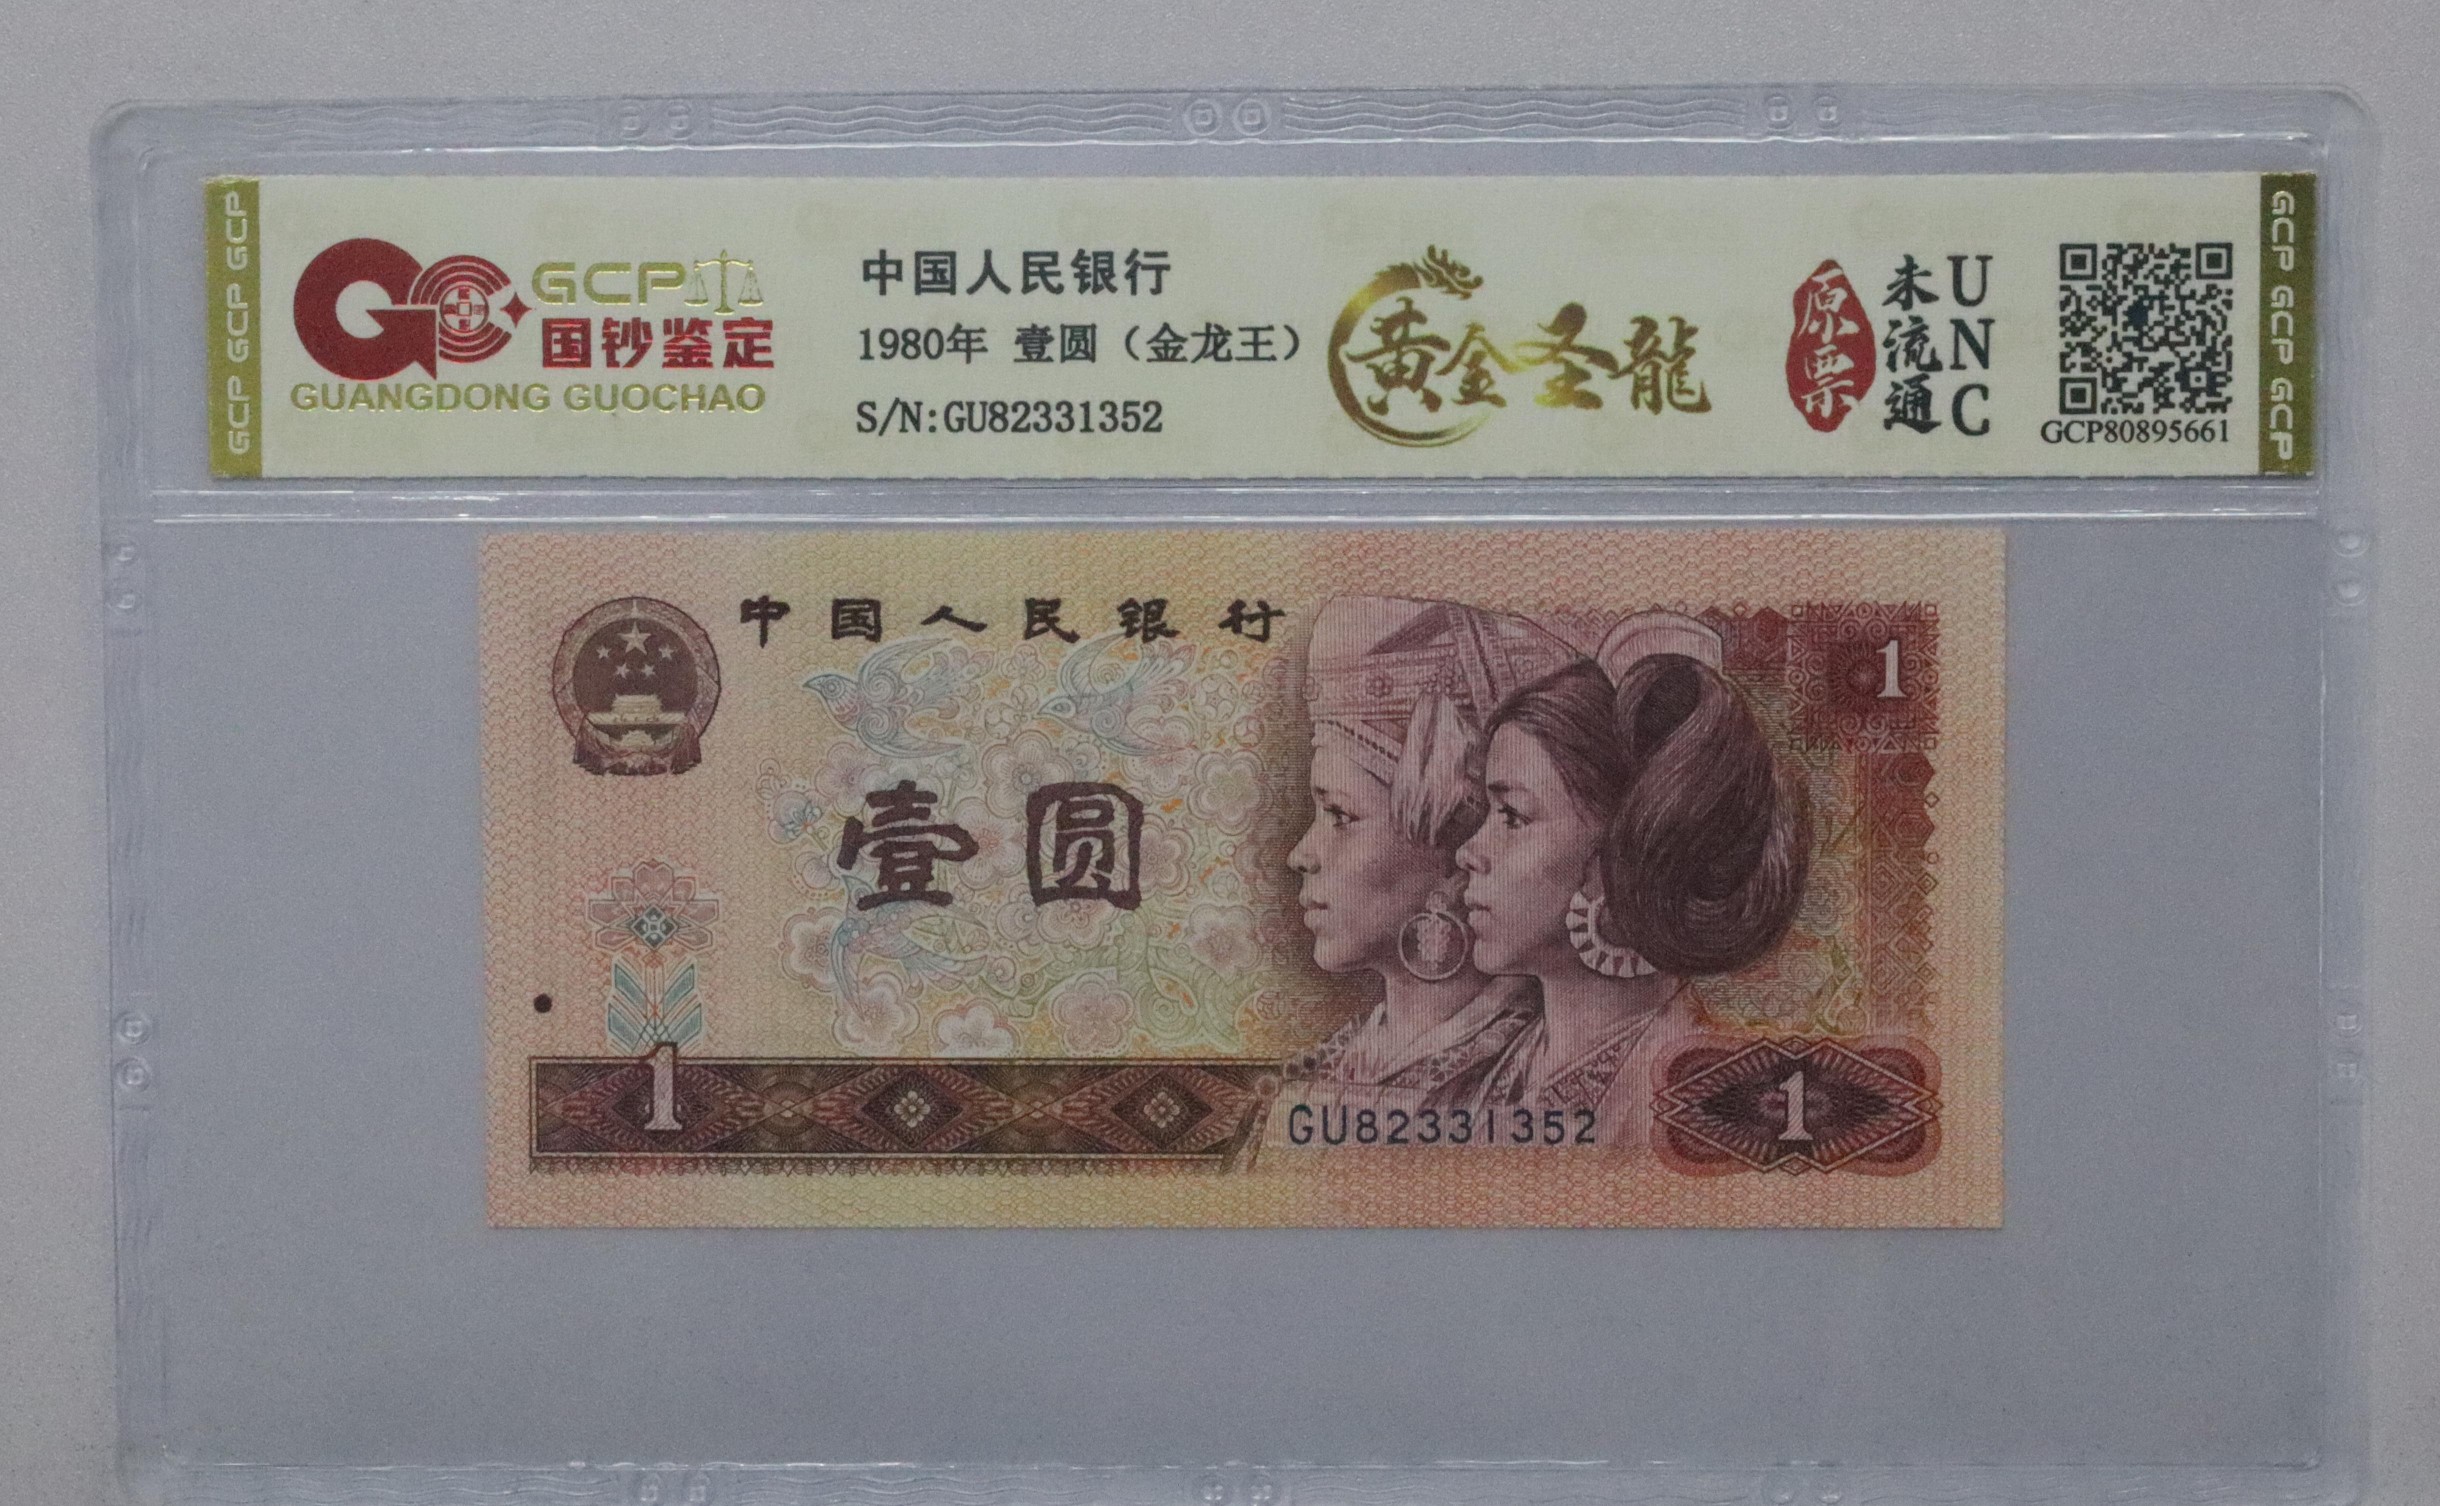 GCP GCP GCP
GCP
国钞鉴定
GUANGDONG GUOCHAO
中国人民银行
1980年 壹圆（金龙王）
S/N:GU82331352
黄金圣龍
原票
未流通
UNC
GCP80895661
GCP GCP GCP
中国人民银行
1
壹圆
1
GU82331352
1